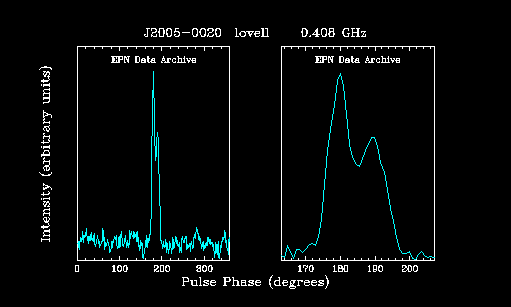 J2005-0020 lovell 0.408 GHz
EPN Data Archive EPN Data Archive
Intensity (arbitrary units)
0 100 200 300 170 180 190 200
Pulse Phase (degrees)